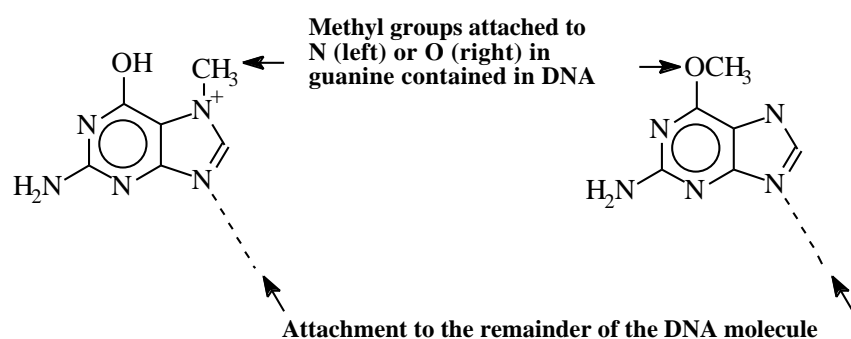 Methyl groups attached to
N (left) or O (right) in
guanine contained in DNA
OH
CH3
N+
N
H2N
N
N
OCH3
N
N
H2N
N
N
Attachment to the remainder of the DNA molecule